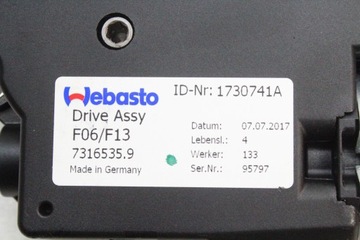 Webasto
ID-Nr: 1730741A
Drive Assy
F06/F13
7316535.9
Made in Germany
Datum: 07.07.2017
Lebensl.: 4
Werker: 133
Ser.Nr.: 95797